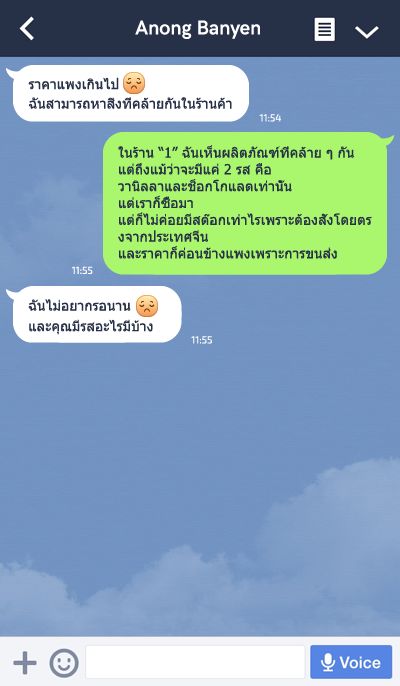 Anong Banyen
ราคาแพงเกินไป 😞
ฉันสามารถหาสิ่งที่คล้ายกันในร้านค้า
11:54
ในร้าน “1” ฉันเห็นผลิตภัณฑ์ที่คล้าย ๆ กัน
แต่ถึงแม้ว่าจะมีแค่ 2 รส คือ
วานิลลาและช็อกโกแลตเท่านั้น
แต่เราก็ซื้อมา
แต่ก็ไม่ค่อยมีสต๊อกเท่าไรเพราะต้องสั่งโดยตร
งจากประเทศจีน
และราคาก็ค่อนข้างแพงเพราะการขนส่ง
11:55
ฉันไม่อยากรอนาน 😞
และคุณมีรสอะไรมีบ้าง
11:55
Voice